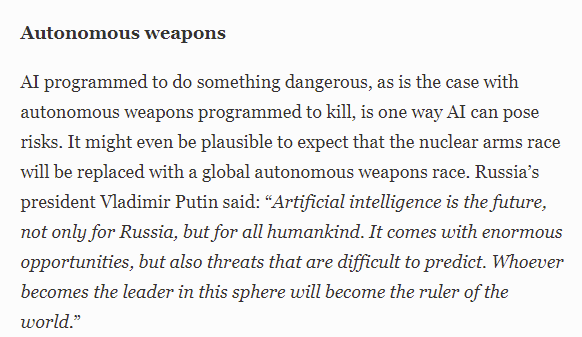 Autonomous weapons
AI programmed to do something dangerous, as is the case with
autonomous weapons programmed to kill, is one way AI can pose
risks. It might even be plausible to expect that the nuclear arms race
will be replaced with a global autonomous weapons race. Russia’s
president Vladimir Putin said: “Artificial intelligence is the future,
not only for Russia, but for all humankind. It comes with enormous
opportunities, but also threats that are difficult to predict. Whoever
becomes the leader in this sphere will become the ruler of the
world.”